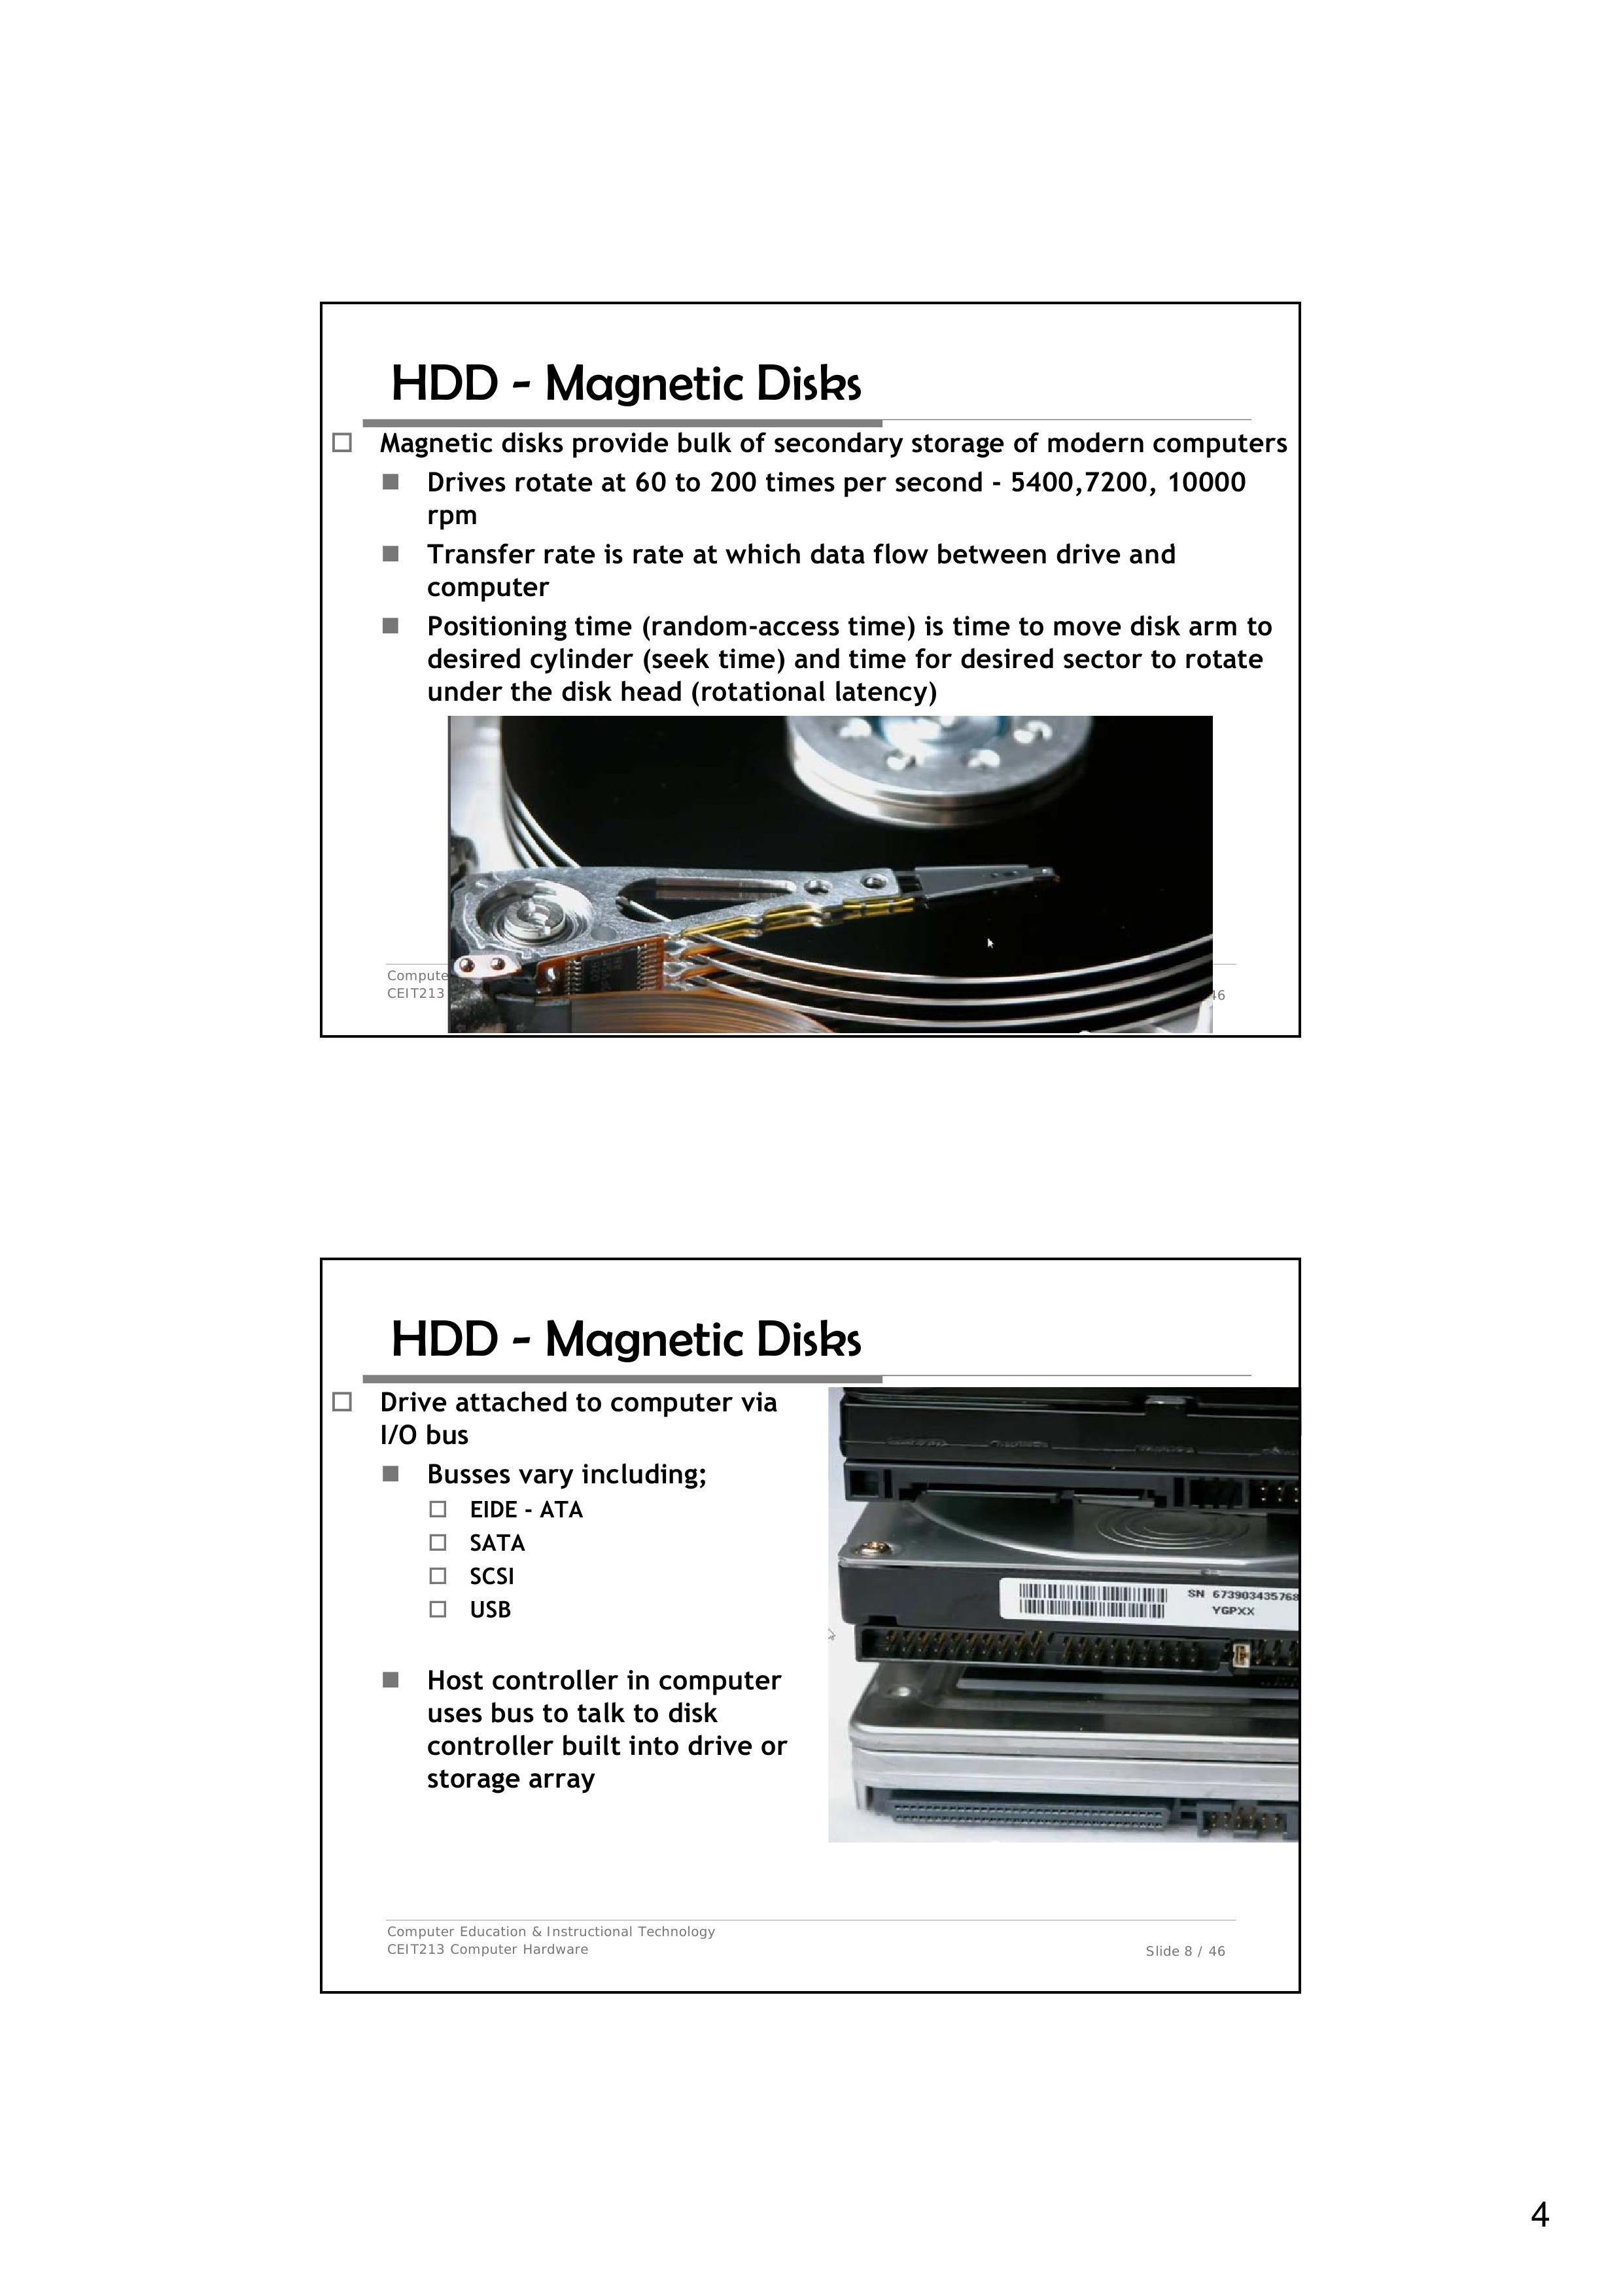 HDD - Magnetic Disks
Magnetic disks provide bulk of secondary storage of modern computers
Drives rotate at 60 to 200 times per second - 5400,7200, 10000
rpm
Transfer rate is rate at which data flow between drive and
computer
Positioning time (random-access time) is time to move disk arm to
desired cylinder (seek time) and time for desired sector to rotate
under the disk head (rotational latency)
Compute
CEIT213
46
HDD - Magnetic Disks
Drive attached to computer via
I/O bus
Busses vary including;
EIDE - ATA
SATA
SCSI
USB
Host controller in computer
uses bus to talk to disk
controller built into drive or
storage array
SN 673903435768
YGPXX
Computer Education & Instructional Technology
CEIT213 Computer Hardware
Slide 8 / 46
4